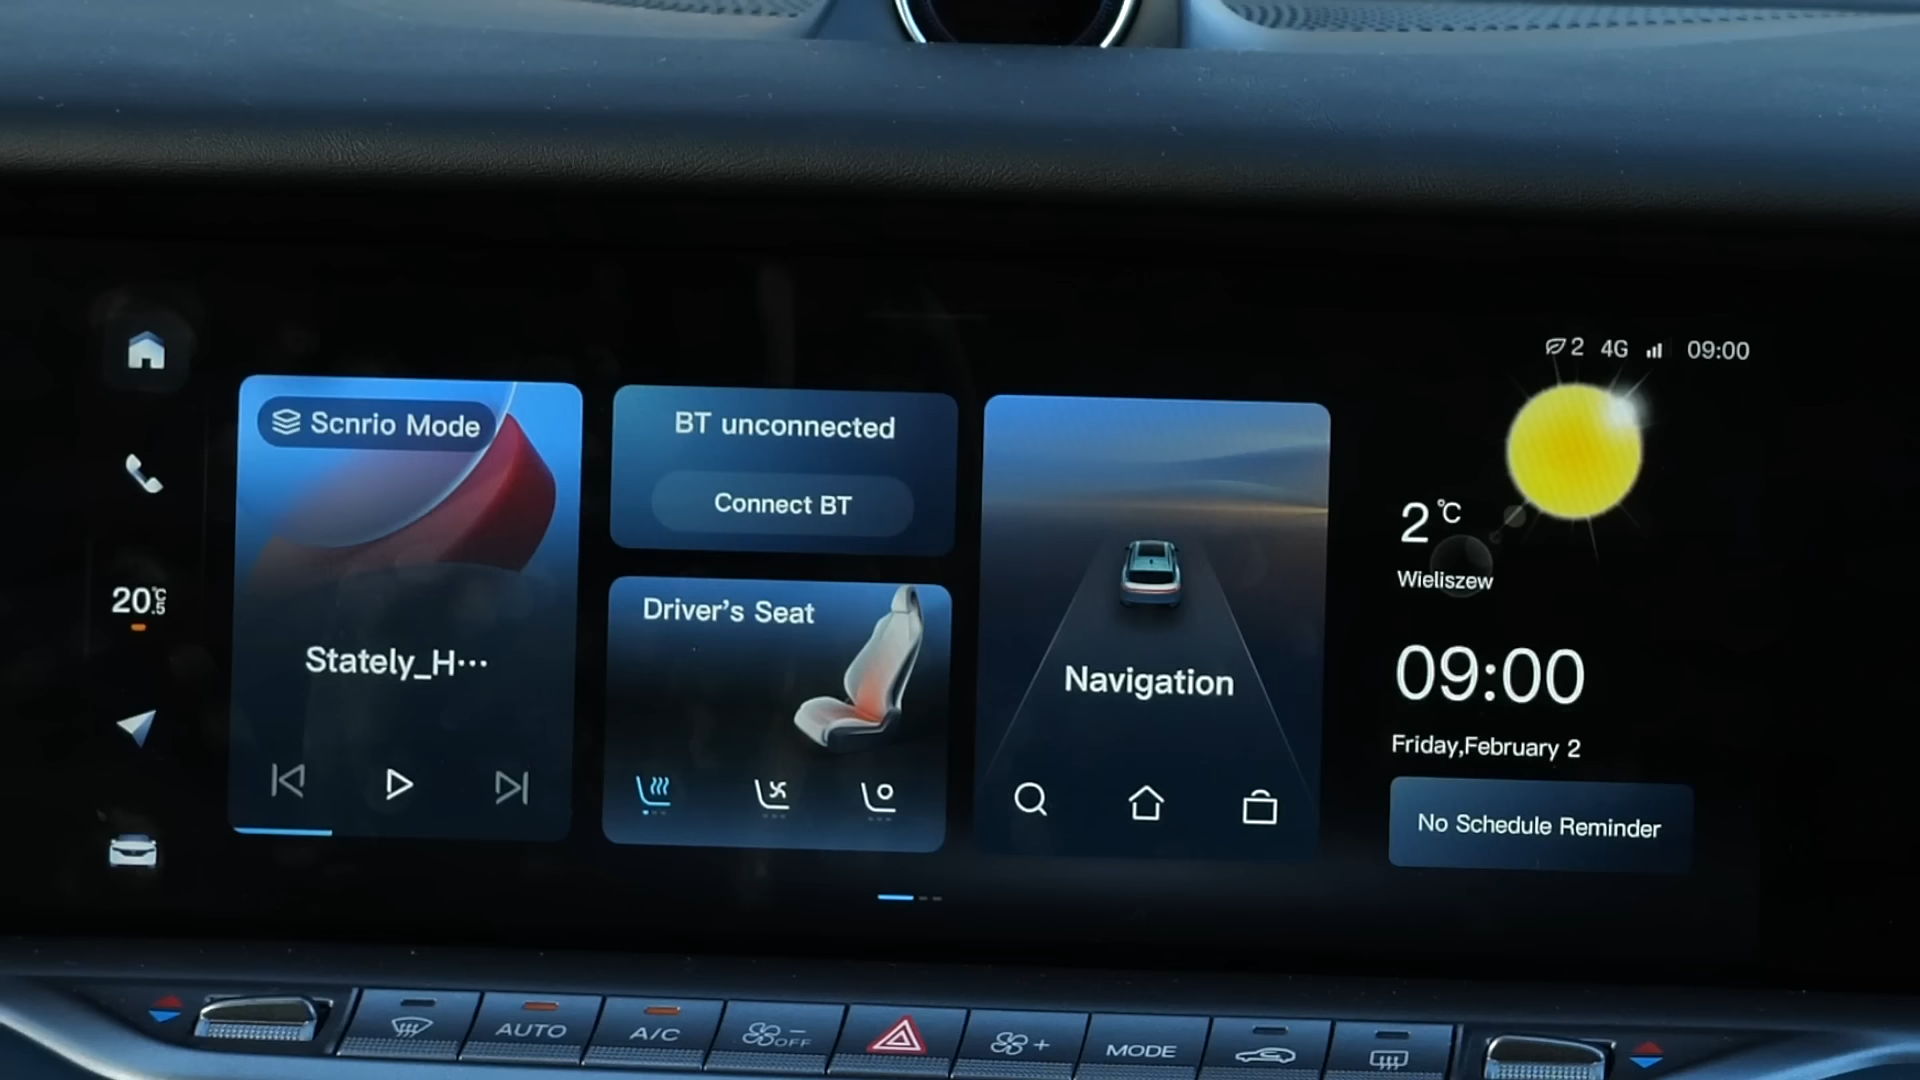 2 4G 09:00
Scnrio Mode
Stately_H···
BT unconnected
Connect BT
Driver's Seat
Navigation
20.5°C
2°C
Wieliszew
09:00
Friday,February 2
No Schedule Reminder
AUTO
A/C
OFF
MODE